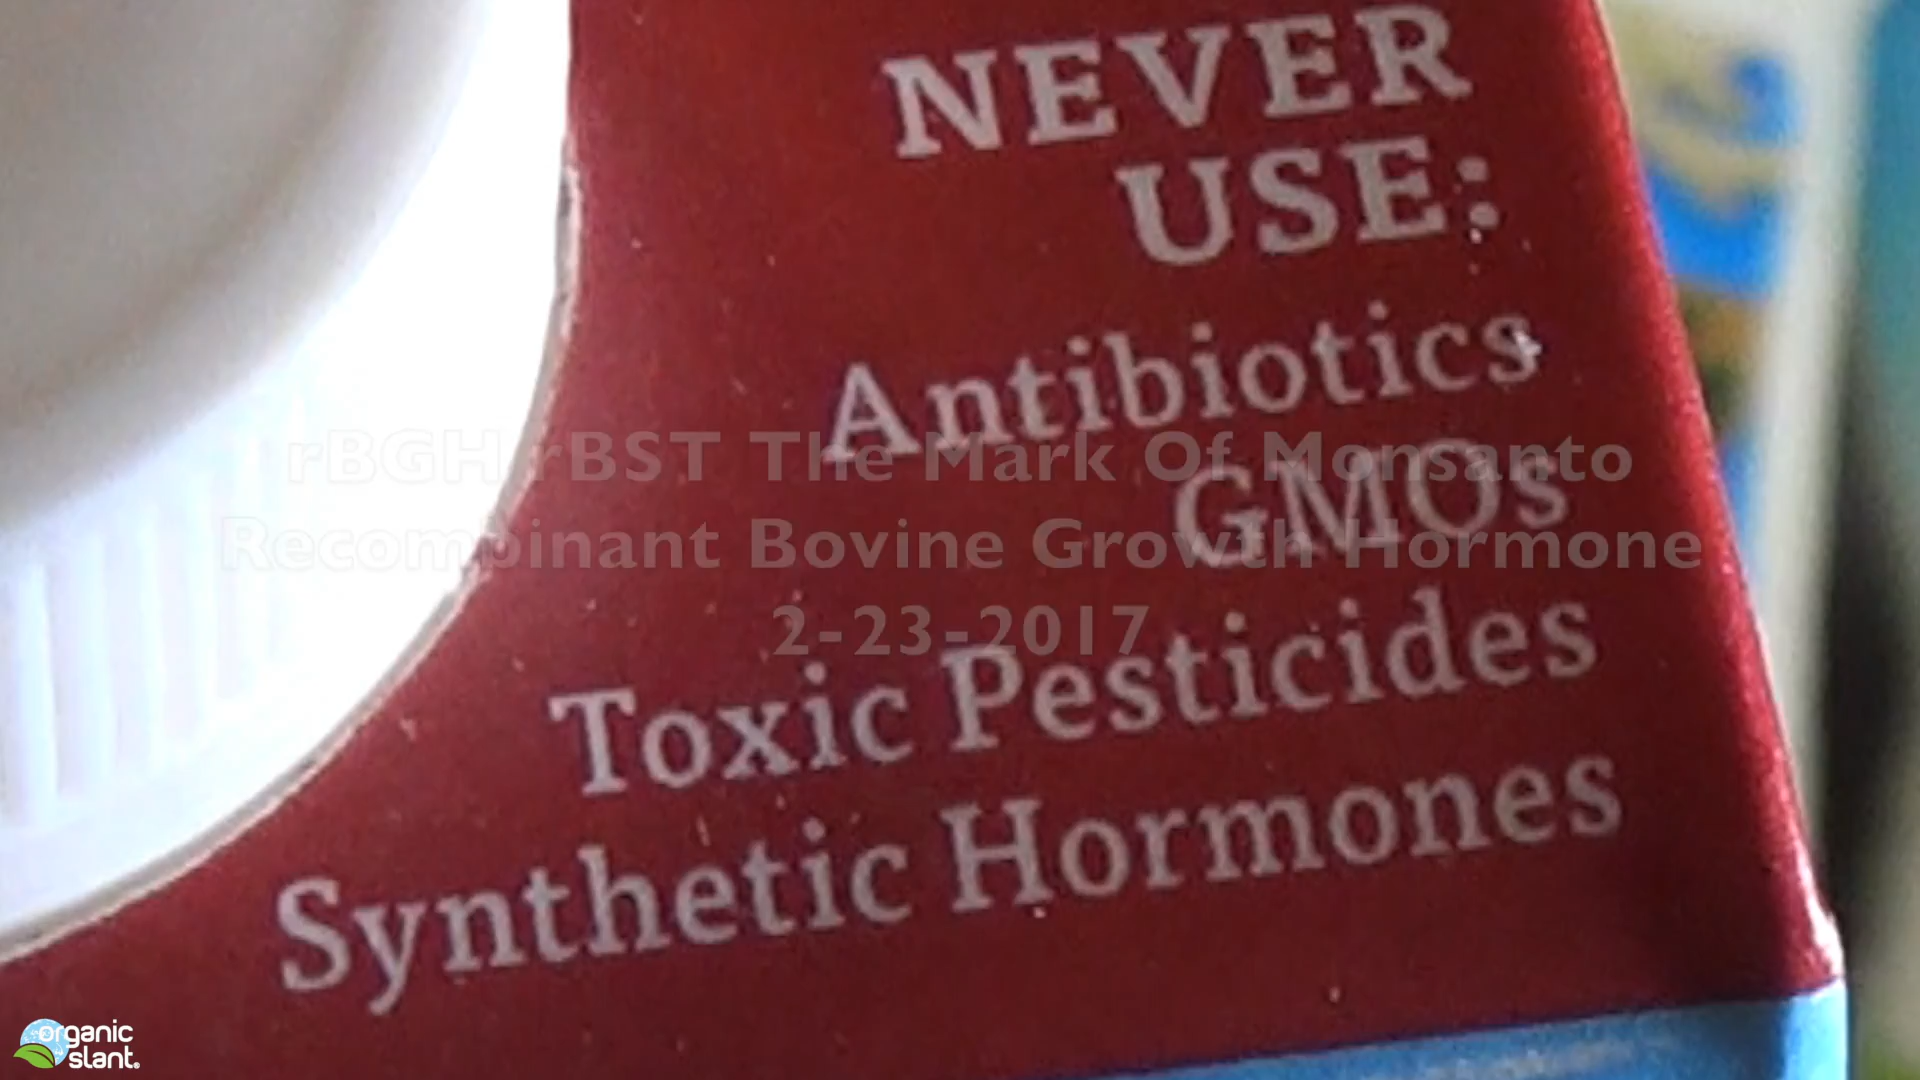 NEVER
USE:
Antibiotics
GMOs
Toxic Pesticides
Synthetic Hormones
rBGH/rBST The Mark Of Monsanto
Recombinant Bovine Growth Hormone
2-23-2017
organic
slant.